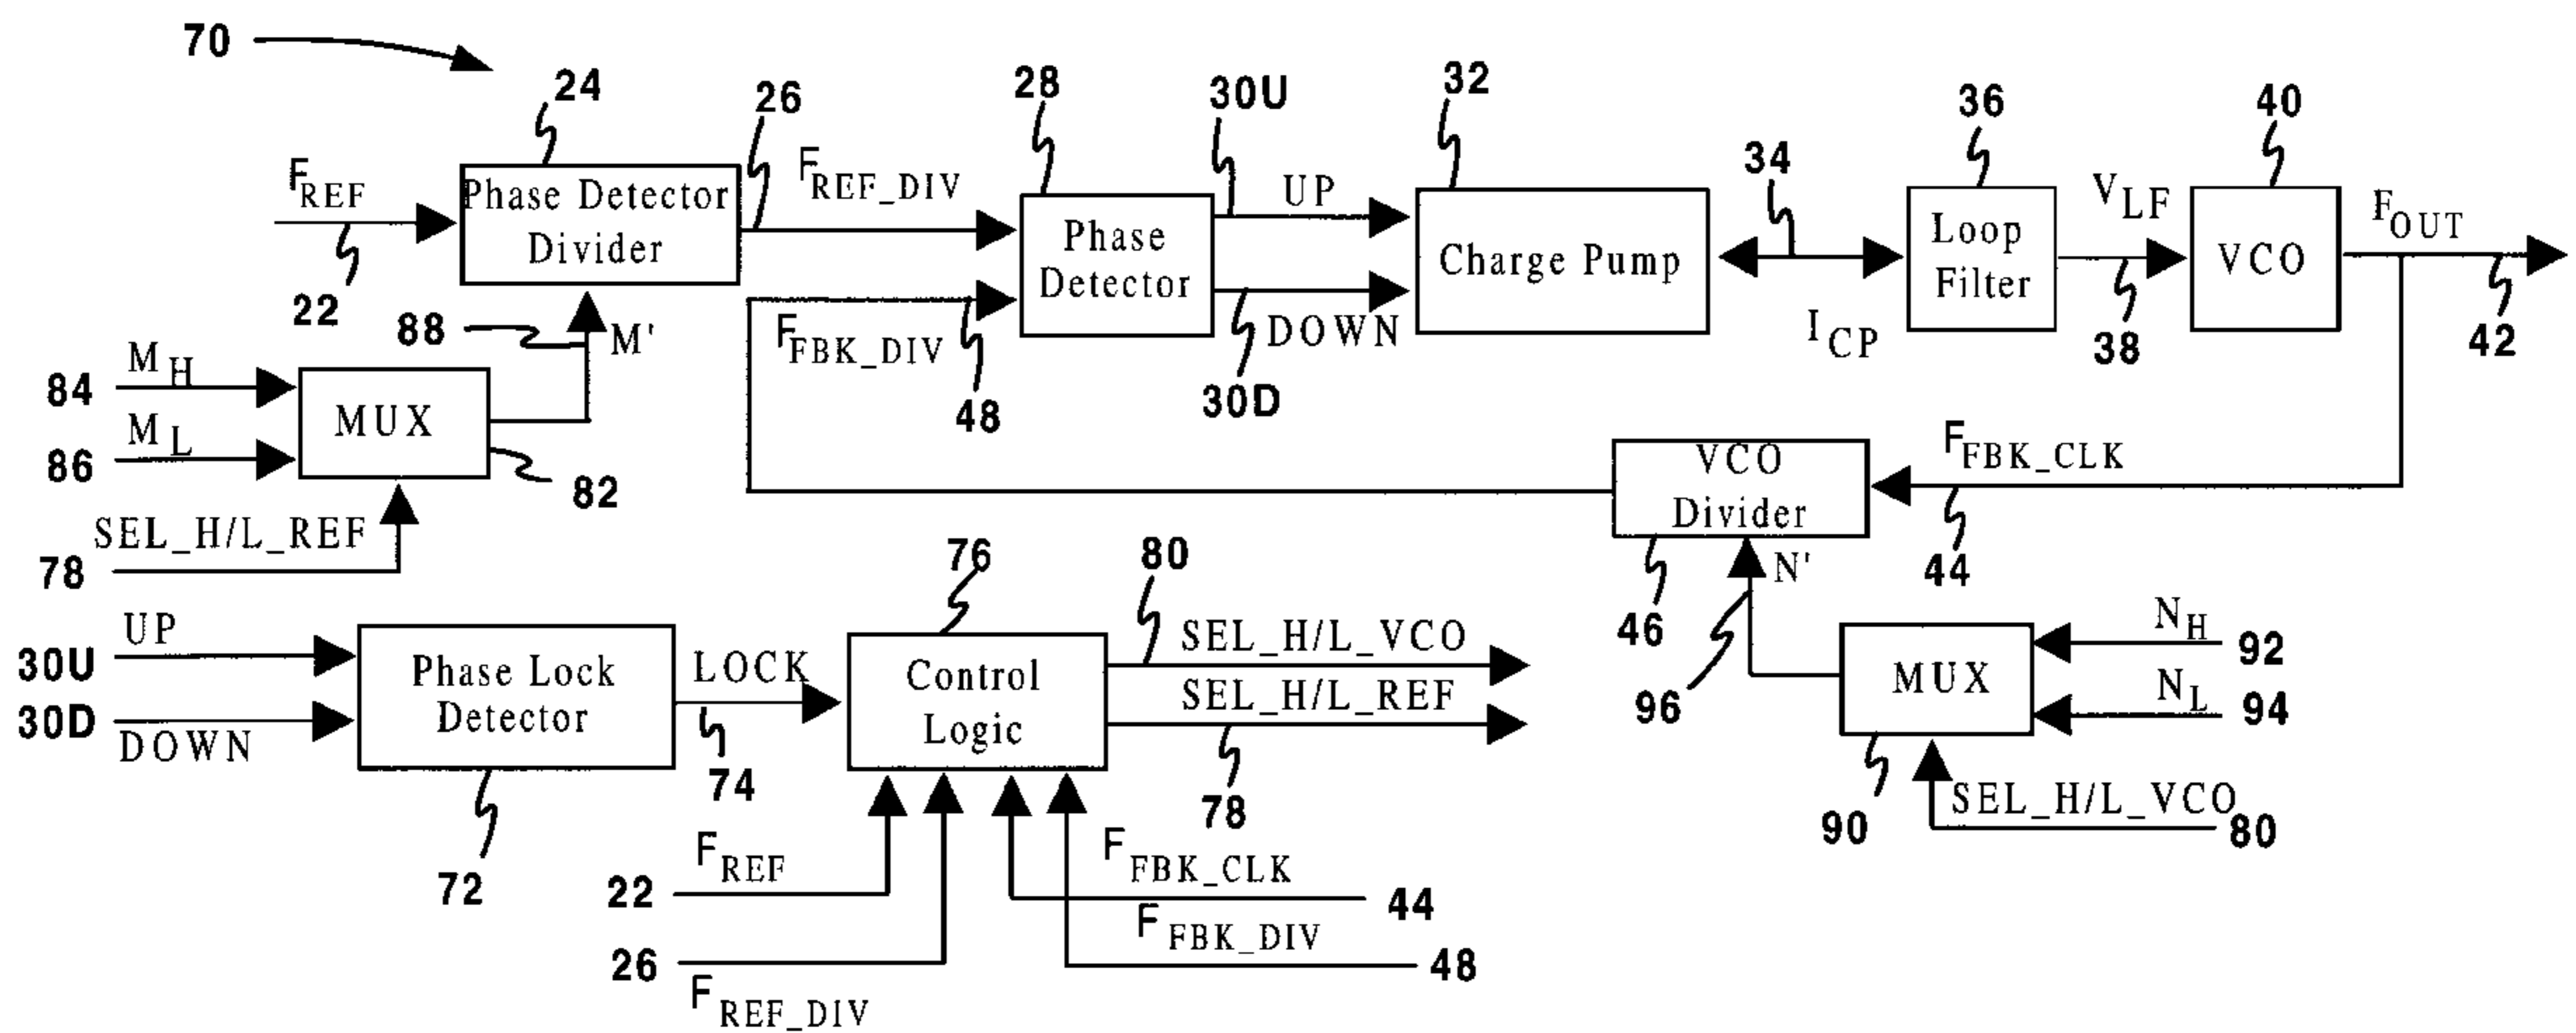 70
24
26
28
30U
32
34
36
40
F_REF
Phase Detector
Divider
F_REF_DIV
UP
Phase
Detector
Charge Pump
Loop
Filter
V_LF
VCO
F_OUT
22
88
M'
F_FBK_DIV
48
DOWN
30D
I_CP
38
42
84
M_H
86
M_L
MUX
82
SEL_H/L_REF
78
VCO
Divider
F_FBK_CLK
44
46
N'
96
76
80
UP
30U
30D
DOWN
Phase Lock
Detector
72
LOCK
74
Control
Logic
SEL_H/L_VCO
SEL_H/L_REF
78
MUX
N_H
92
N_L
94
90
SEL_H/L_VCO
80
F_REF
22
F_FBK_CLK
44
26
F_REF_DIV
F_FBK_DIV
48